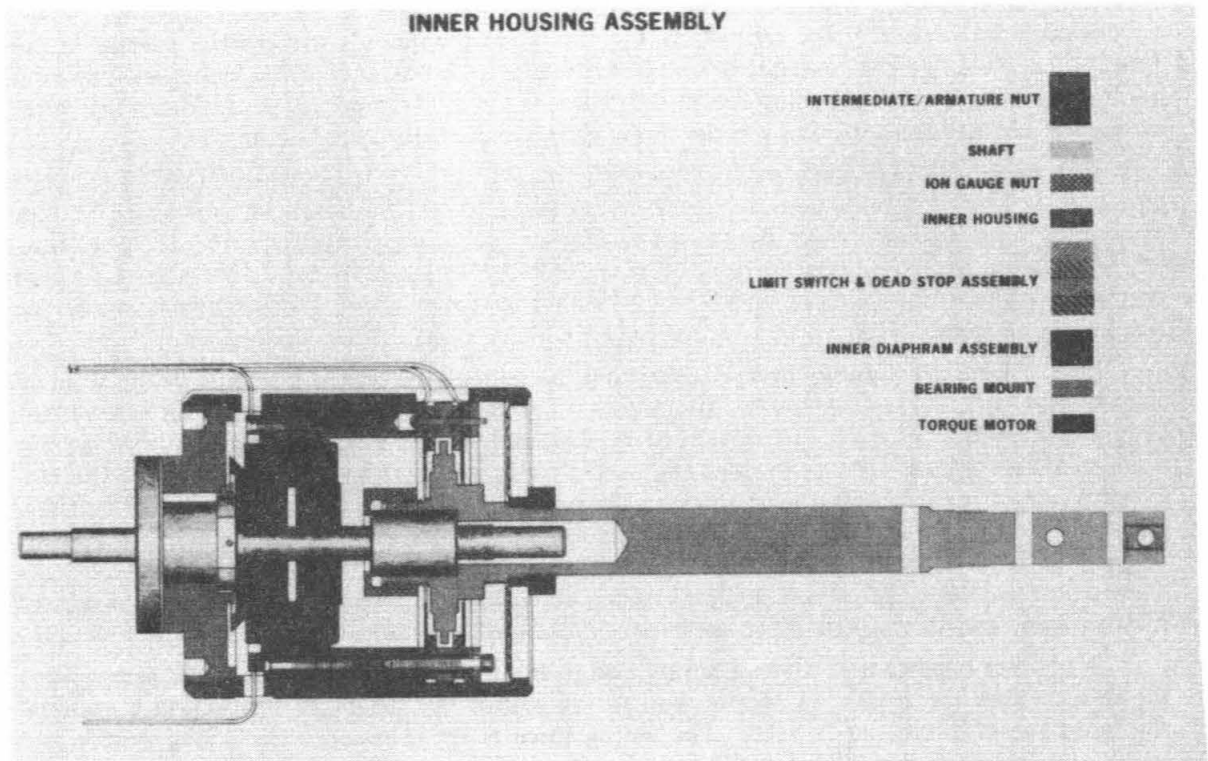 INNER HOUSING ASSEMBLY
INTERMEDIATE/ARMATURE NUT
SHAFT
ION GAUGE NUT
INNER HOUSING
LIMIT SWITCH & DEAD STOP ASSEMBLY
INNER DIAPHRAM ASSEMBLY
BEARING MOUNT
TORQUE MOTOR